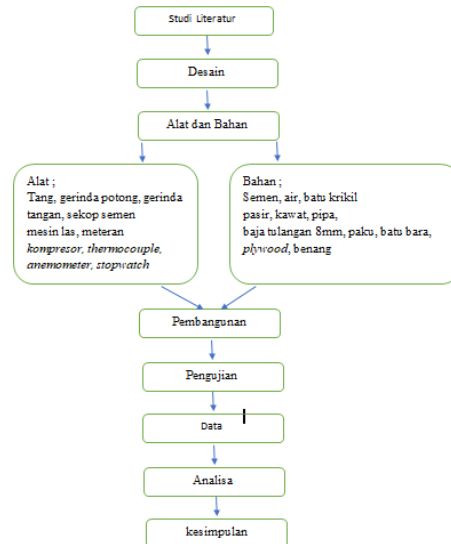 Studi Literatur
Desain
Alat dan Bahan
Alat ;
Tang, gerinda potong, gerinda
tangan, sekop semen
mesin las, meteran
kompresor, thermocouple,
anemometer, stopwatch
Bahan ;
Semen, air, batu krikil
pasir, kawat, pipa,
baja tulangan 8mm, paku, batu bara,
plywood, benang
Pembangunan
Pengujian
Data
Analisa
kesimpulan